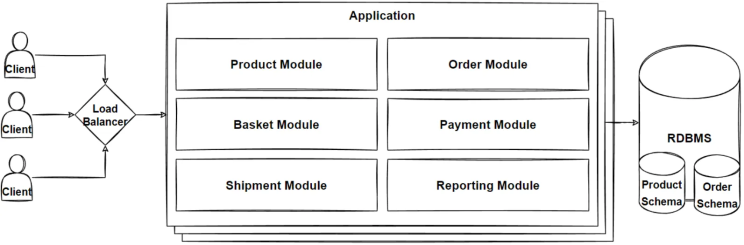 Application
Client
Client
Client
Load
Balancer
Product Module
Order Module
Basket Module
Payment Module
Shipment Module
Reporting Module
RDBMS
Product
Schema
Order
Schema